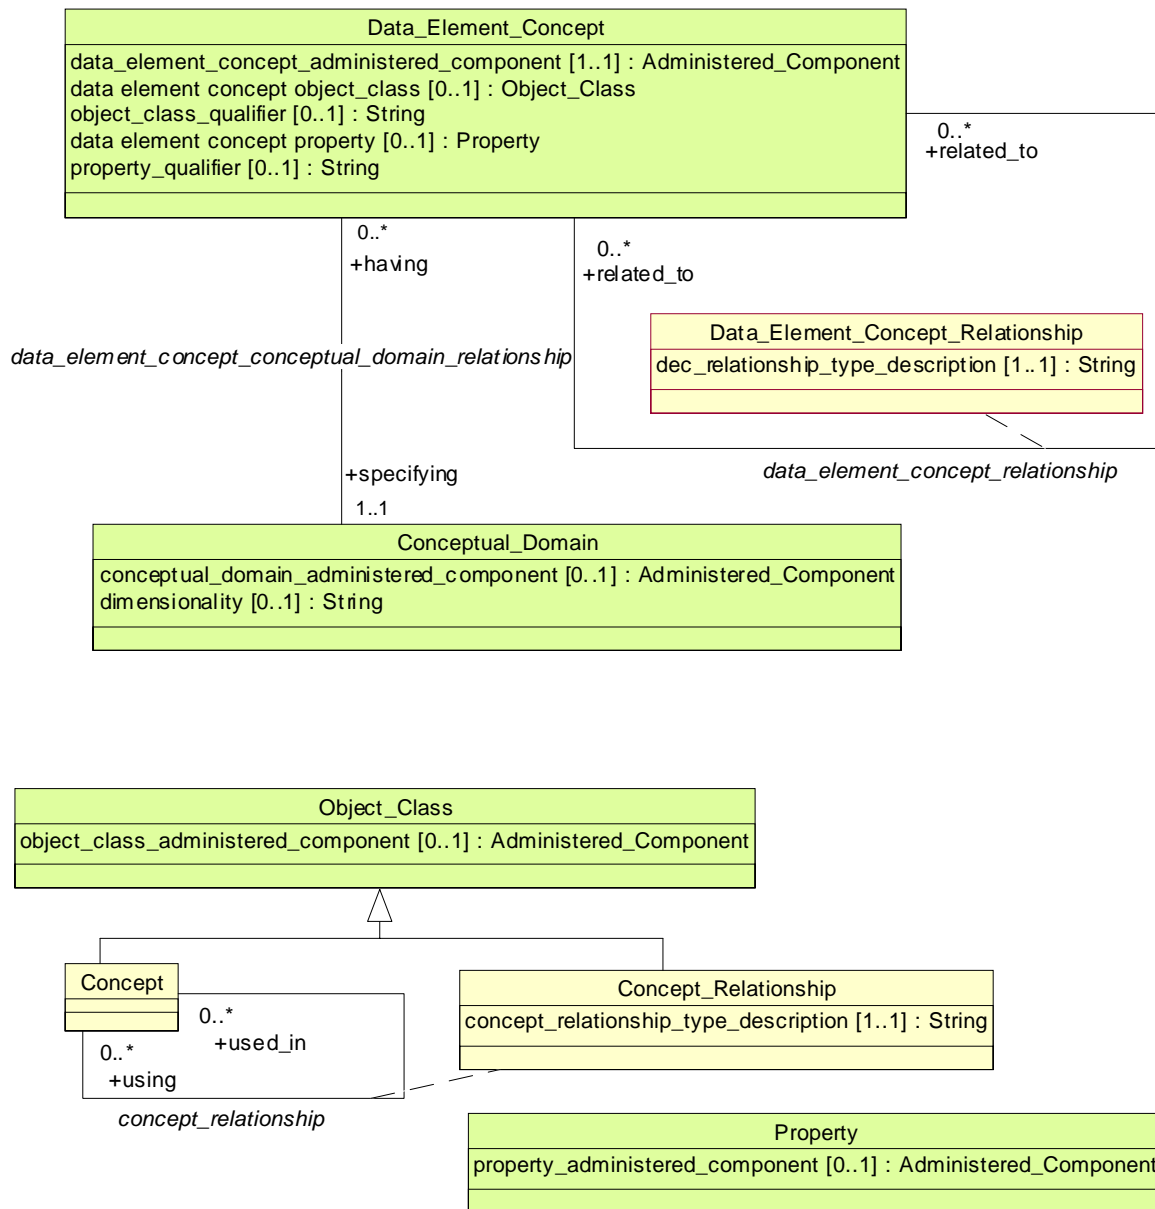 Data_Element_Concept
data_element_concept_administered_component [1..1] : Administered_Component
data element concept object_class [0..1] : Object_Class
object_class_qualifier [0..1] : String
data element concept property [0..1] : Property
property_qualifier [0..1] : String
0..*
+related_to
0..*
+having
0..*
+related_to
Data_Element_Concept_Relationship
dec_relationship_type_description [1..1] : String
data_element_concept_conceptual_domain_relationship
data_element_concept_relationship
+specifying
1..1
Conceptual_Domain
conceptual_domain_administered_component [0..1] : Administered_Component
dimensionality [0..1] : String
Object_Class
object_class_administered_component [0..1] : Administered_Component
Concept
0..*
+used_in
0..*
+using
concept_relationship
Concept_Relationship
concept_relationship_type_description [1..1] : String
Property
property_administered_component [0..1] : Administered_Component